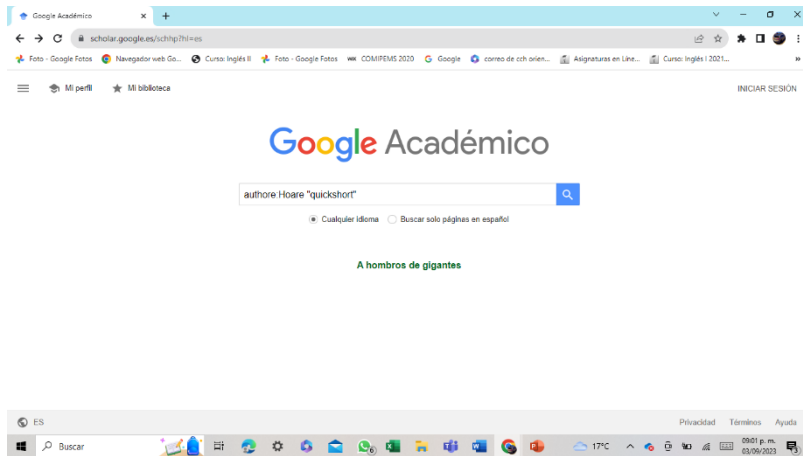 Google Académico
scholar.google.es/schhp?hl=es
Foto - Google Fotos Navegador web Go... Curso: Inglés II Foto - Google Fotos COMIPEMS 2020 Google correo de cch orien... Asignaturas en Líne... Curso: Inglés I 2021...
Mi perfil Mi biblioteca INICIAR SESIÓN
Google Académico
authore:Hoare "quickshort"
Cualquier idioma Buscar solo páginas en español
A hombros de gigantes
ES Privacidad Términos Ayuda
Buscar 17°C 09:01 p. m.
03/09/2023